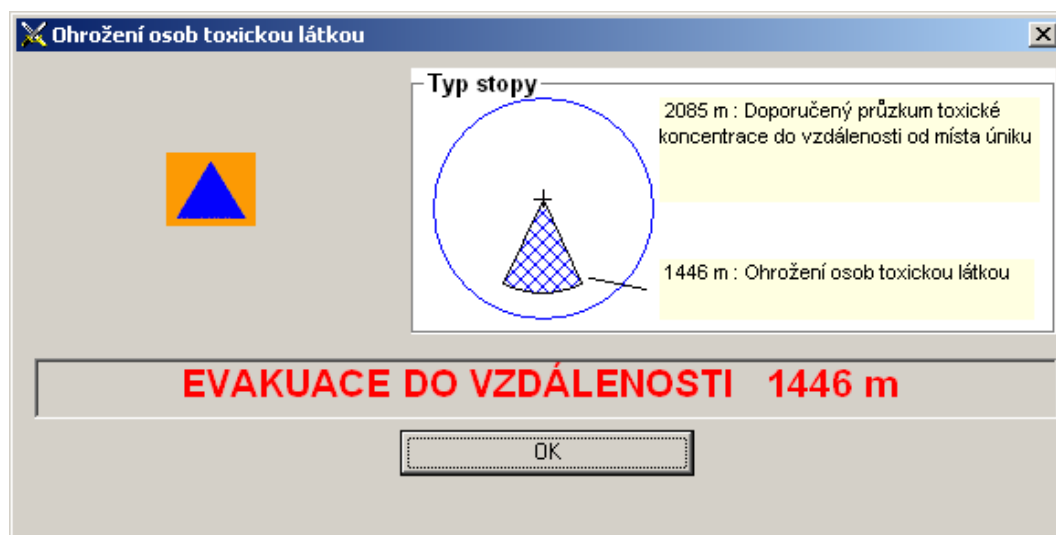 Ohrožení osob toxickou látkou
Typ stopy
2085 m : Doporučený průzkum toxické
koncentrace do vzdálenosti od místa úniku
1446 m : Ohrožení osob toxickou látkou
EVAKUACE DO VZDÁLENOSTI 1446 m
OK